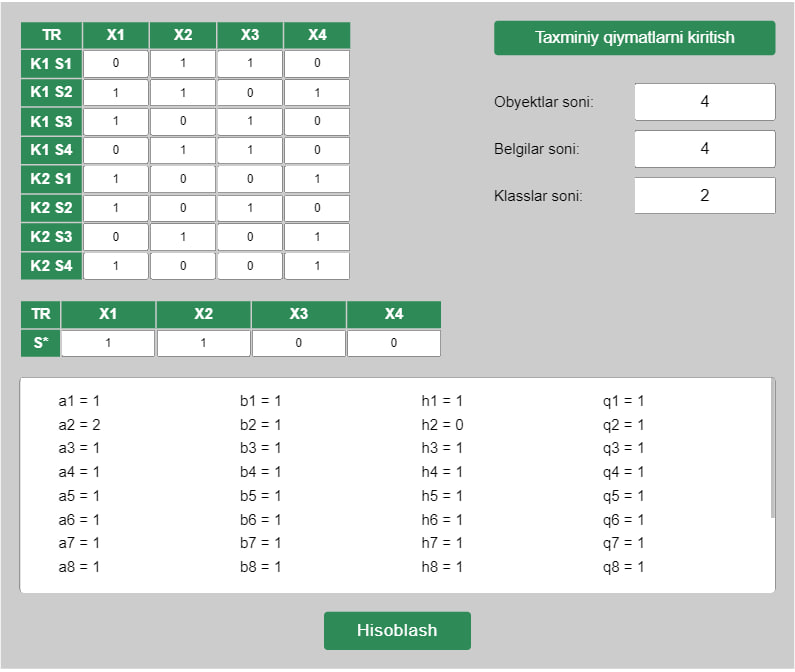 TR X1 X2 X3 X4
K1 S1 0 1 1 0
K1 S2 1 1 0 1
K1 S3 1 0 1 0
K1 S4 0 1 1 0
K2 S1 1 0 0 1
K2 S2 1 0 1 0
K2 S3 0 1 0 1
K2 S4 1 0 0 1
Taxminiy qiymatlarni kiritish
Obyektlar soni: 4
Belgilar soni: 4
Klasslar soni: 2
TR X1 X2 X3 X4
S* 1 1 0 0
a1 = 1 b1 = 1 h1 = 1 q1 = 1
a2 = 2 b2 = 1 h2 = 0 q2 = 1
a3 = 1 b3 = 1 h3 = 1 q3 = 1
a4 = 1 b4 = 1 h4 = 1 q4 = 1
a5 = 1 b5 = 1 h5 = 1 q5 = 1
a6 = 1 b6 = 1 h6 = 1 q6 = 1
a7 = 1 b7 = 1 h7 = 1 q7 = 1
a8 = 1 b8 = 1 h8 = 1 q8 = 1
Hisoblash